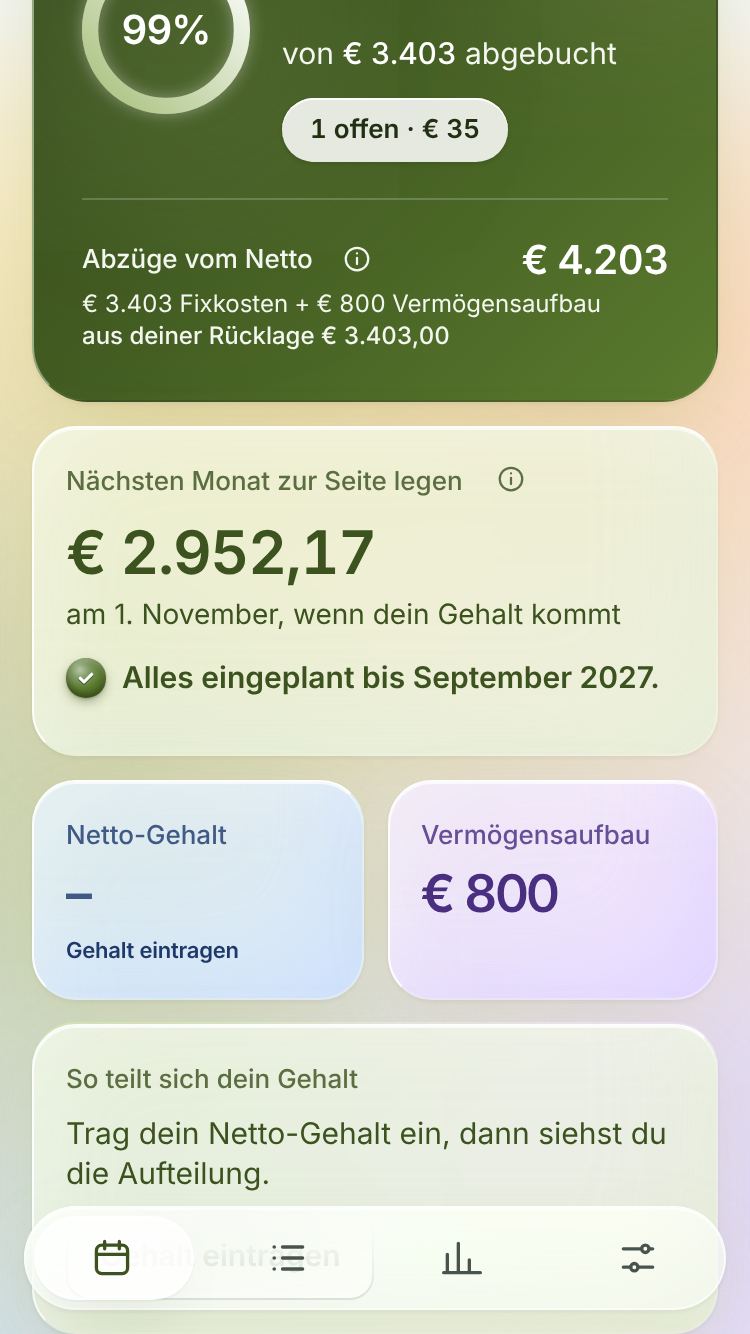 99%
von € 3.403 abgebucht
1 offen · € 35
Abzüge vom Netto
€ 4.203
€ 3.403 Fixkosten + € 800 Vermögensaufbau
aus deiner Rücklage € 3.403,00
Nächsten Monat zur Seite legen
€ 2.952,17
am 1. November, wenn dein Gehalt kommt
Alles eingeplant bis September 2027.
Netto-Gehalt
–
Gehalt eintragen
Vermögensaufbau
€ 800
So teilt sich dein Gehalt
Trag dein Netto-Gehalt ein, dann siehst du
die Aufteilung.
Gehalt eintragen